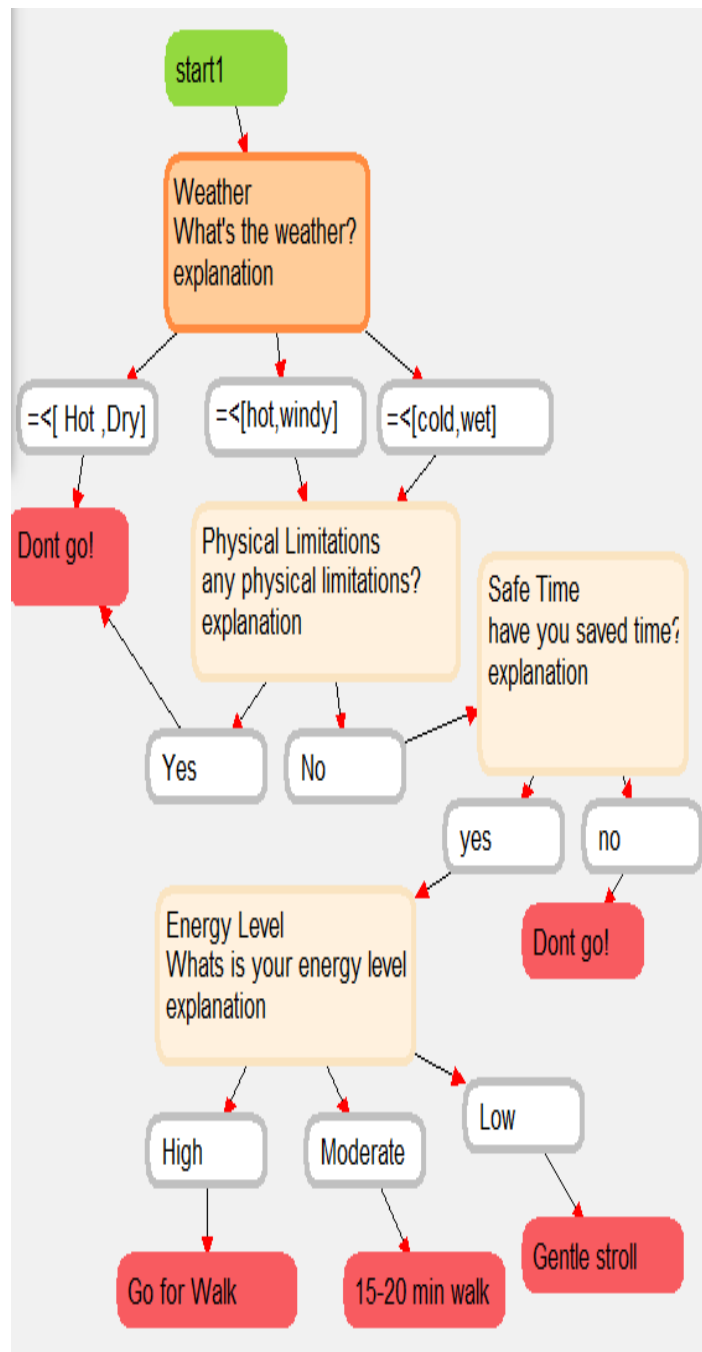 start1
Weather
What's the weather?
explanation
=<[ Hot ,Dry]
=<[hot,windy]
=<[cold,wet]
Dont go!
Physical Limitations
any physical limitations?
explanation
Safe Time
have you saved time?
explanation
Yes
No
yes
no
Energy Level
Whats is your energy level
explanation
Dont go!
High
Moderate
Low
Go for Walk
15-20 min walk
Gentle stroll